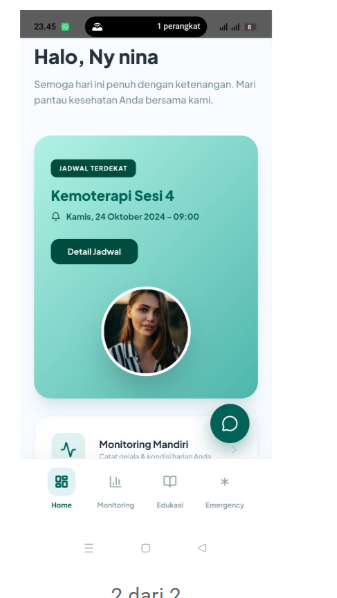 23.45
1 perangkat
Halo, Ny nina
Semoga hari ini penuh dengan ketenangan. Mari
pantau kesehatan Anda bersama kami.
JADWAL TERDEKAT
Kemoterapi Sesi 4
Kamis, 24 Oktober 2024 - 09:00
Detail Jadwal
Monitoring Mandiri
Catat gejala & kondisi harian Anda
Home
Monitoring
Edukasi
Emergency
2 dari 2